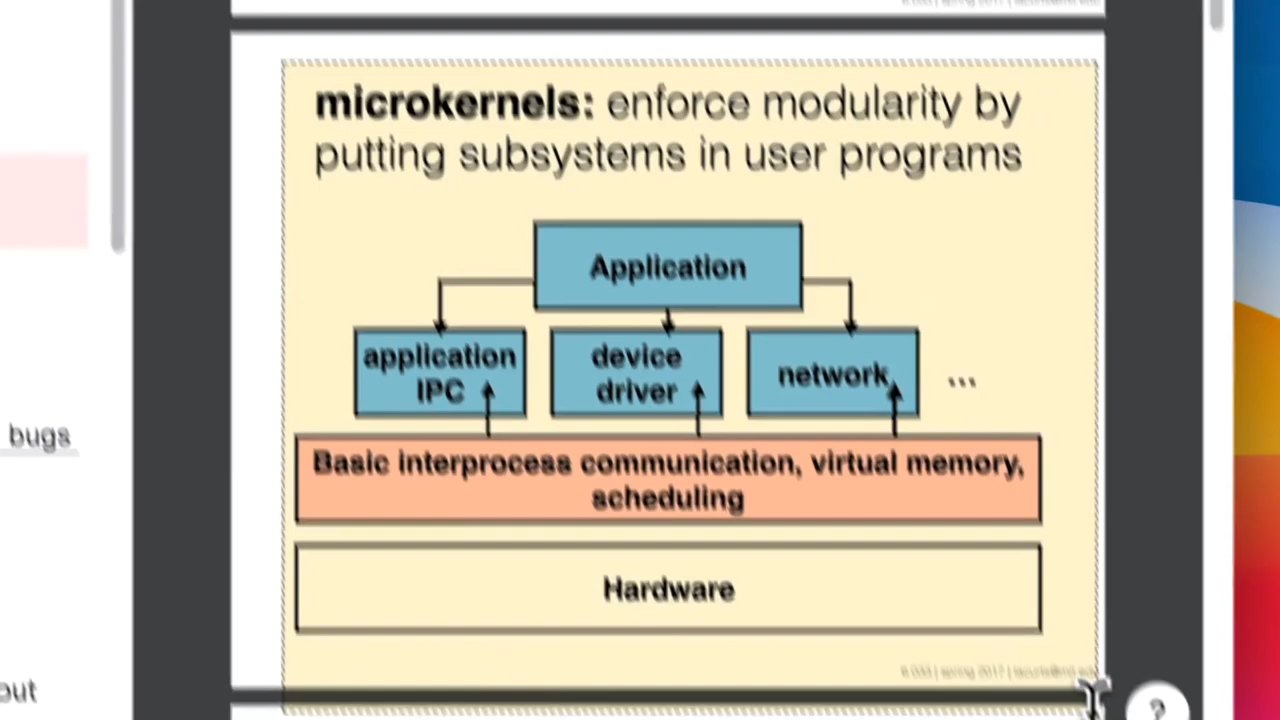 microkernels: enforce modularity by
putting subsystems in user programs
Application
application
IPC
device
driver
network
...
Basic interprocess communication, virtual memory,
scheduling
Hardware
bugs
out
?